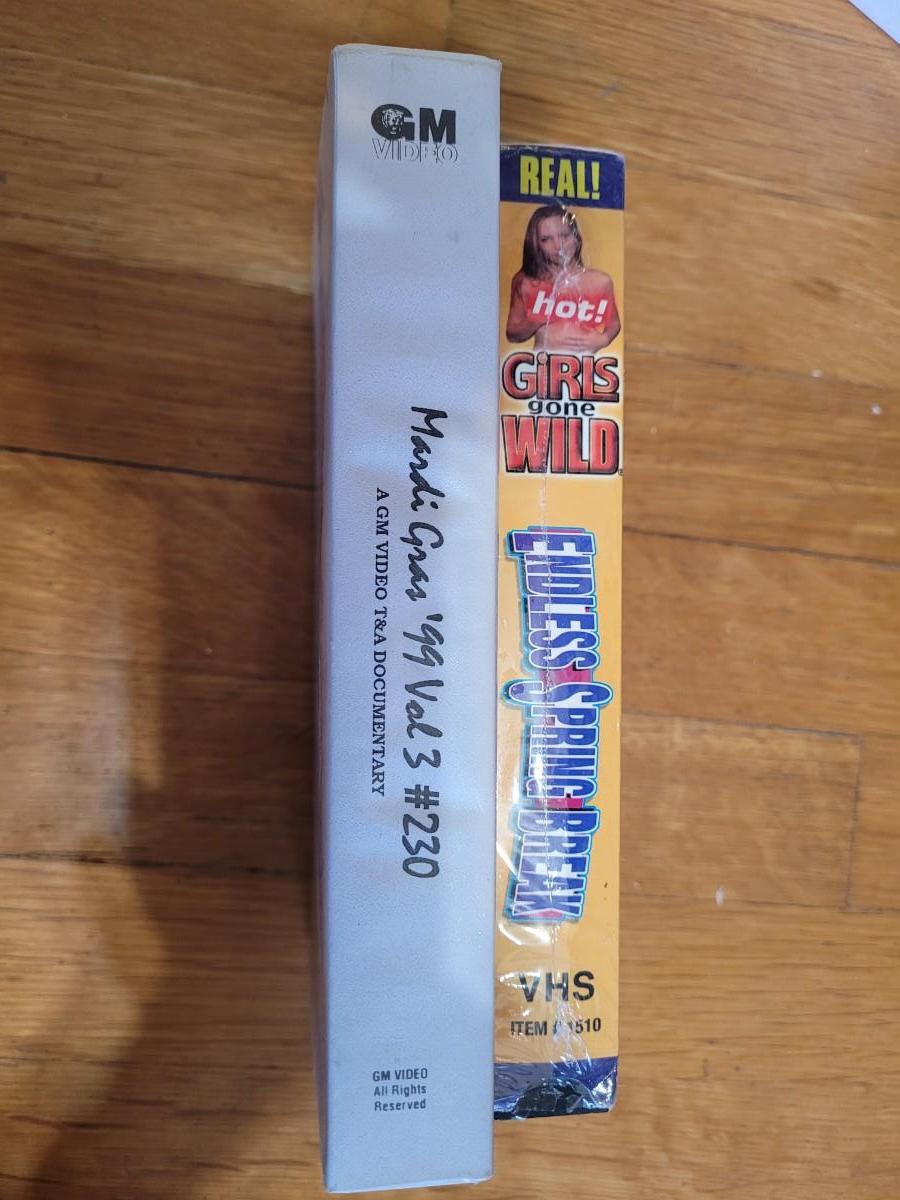 GM
VIDEO
Mardi Gras '99 Vol 3 #230
A GM VIDEO T&A DOCUMENTARY
GM VIDEO
All Rights
Reserved
REAL!
hot!
GiRLS
gone
WILD
ENDLESS SPRING BREAK
VHS
ITEM #